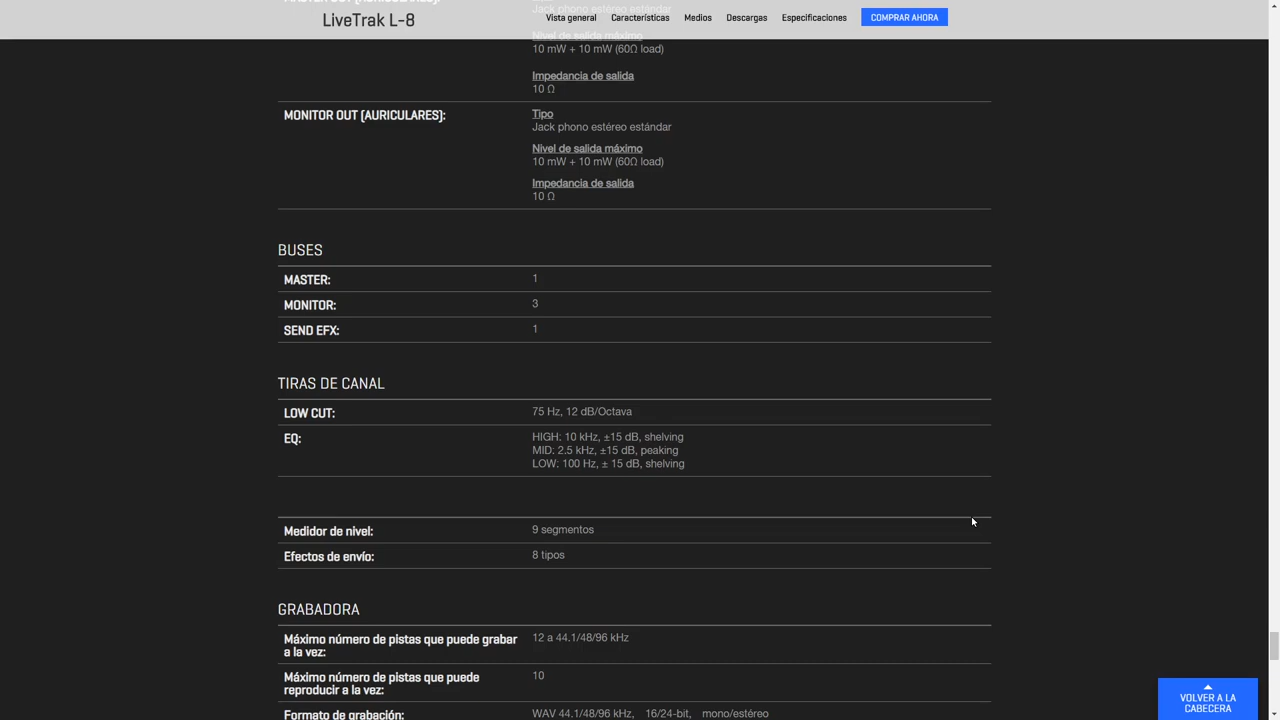 MASTER OUT (AURICULARES):
Jack phono estéreo estándar
LiveTrak L-8
Vista general
Características
Medios
Descargas
Especificaciones
COMPRAR AHORA
Nivel de salida máximo
10 mW + 10 mW (60Ω load)
Impedancia de salida
10 Ω
MONITOR OUT (AURICULARES):
Tipo
Jack phono estéreo estándar
Nivel de salida máximo
10 mW + 10 mW (60Ω load)
Impedancia de salida
10 Ω
BUSES
MASTER: 1
MONITOR: 3
SEND EFX: 1
TIRAS DE CANAL
LOW CUT: 75 Hz, 12 dB/Octava
EQ: HIGH: 10 kHz, ±15 dB, shelving
MID: 2.5 kHz, ±15 dB, peaking
LOW: 100 Hz, ± 15 dB, shelving
Medidor de nivel: 9 segmentos
Efectos de envío: 8 tipos
GRABADORA
Máximo número de pistas que puede grabar
a la vez:
12 a 44.1/48/96 kHz
Máximo número de pistas que puede
reproducir a la vez:
10
Formato de grabación: WAV 44.1/48/96 kHz, 16/24-bit, mono/estéreo
VOLVER A LA
CABECERA